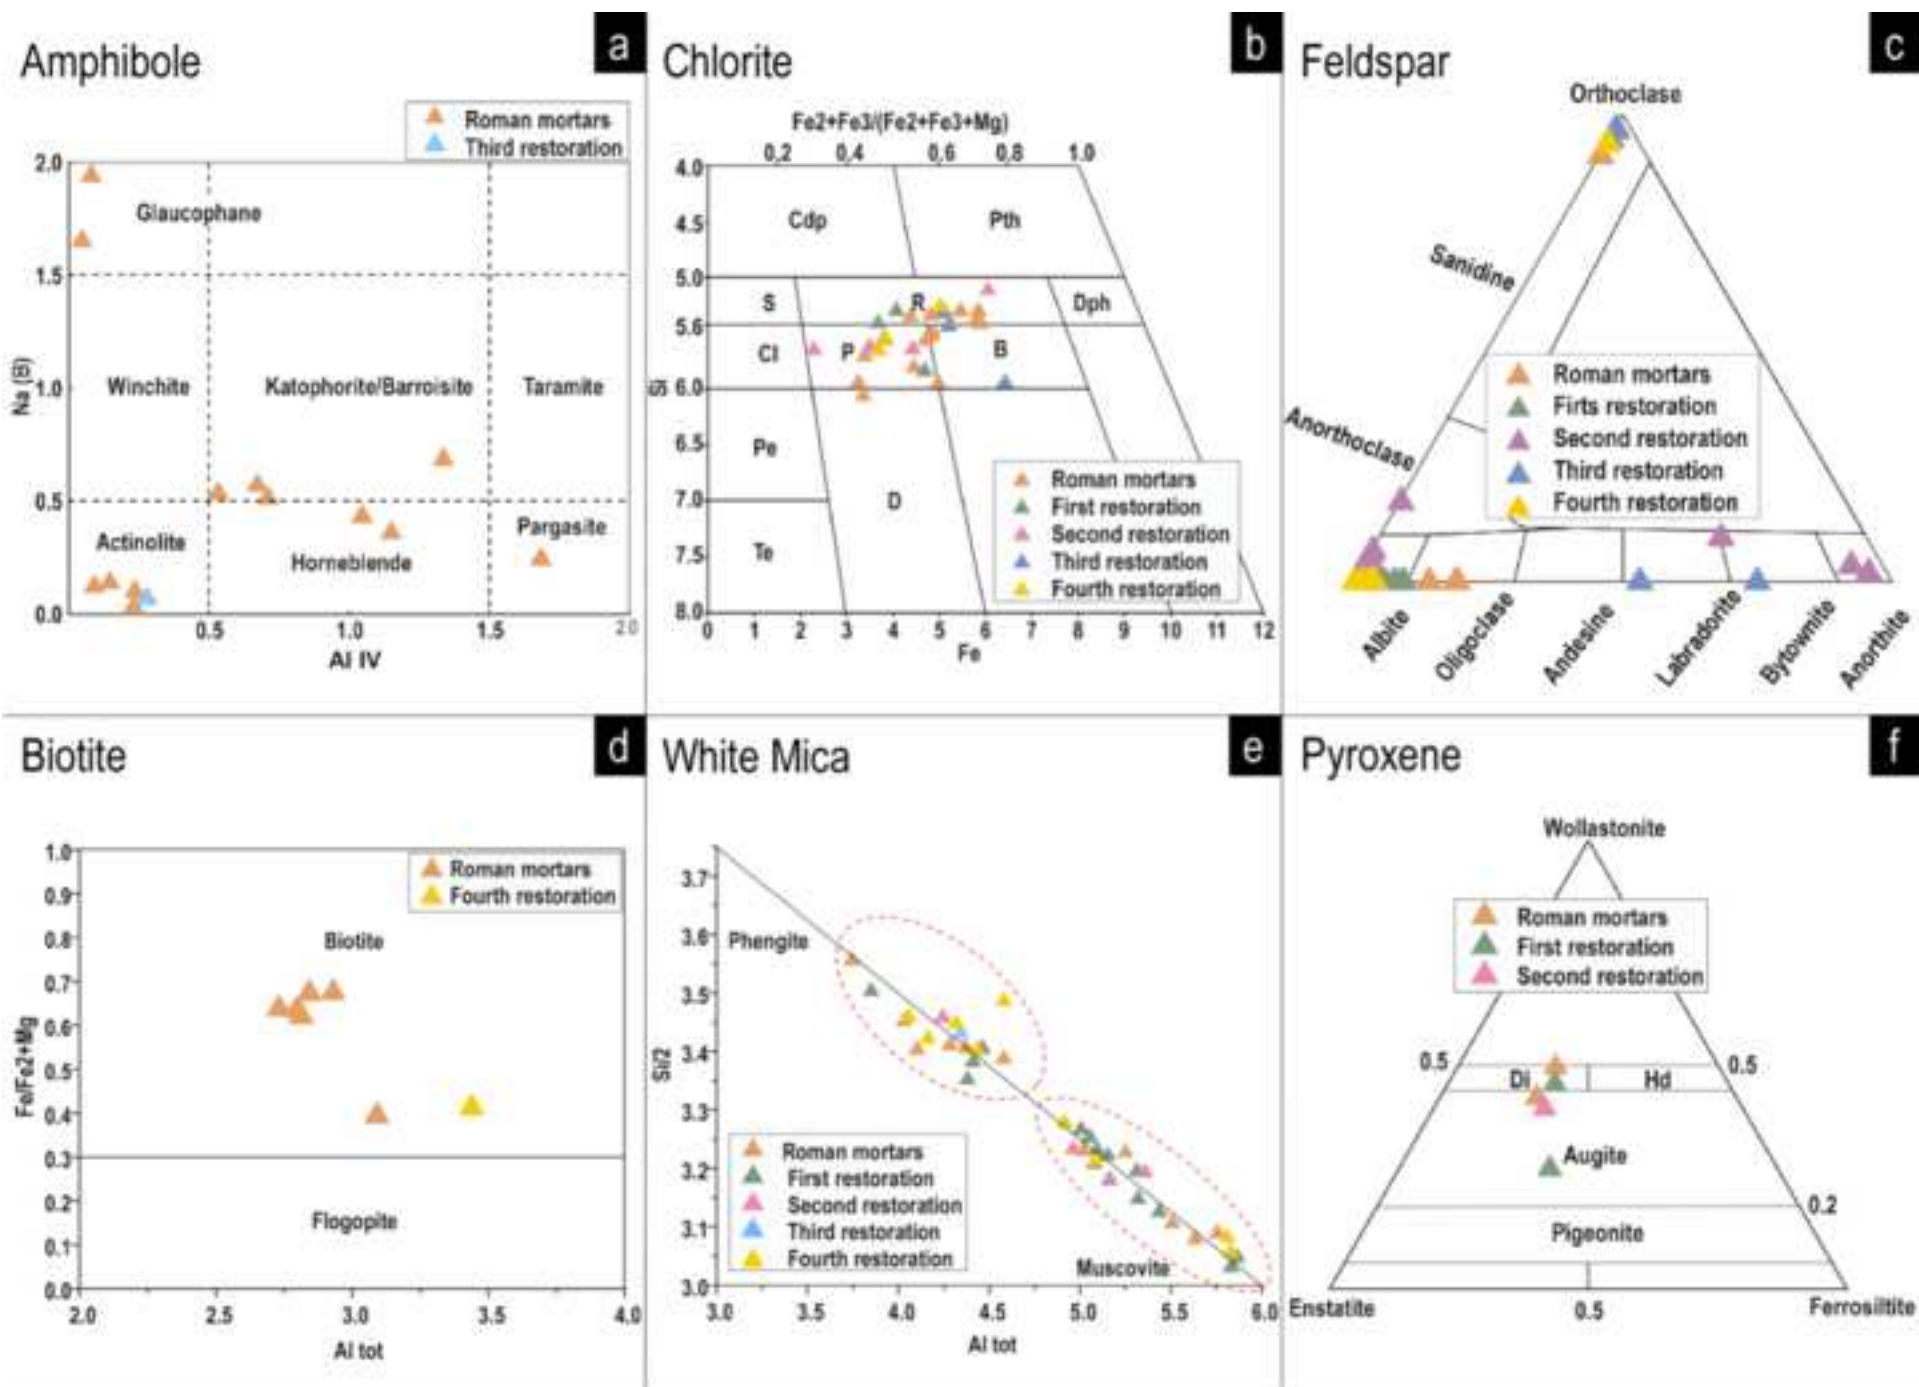 Amphibole
a
Roman mortars
Third restoration
2.0
Glaucophane
1.5
Na (B)
Winchite
Katophorite/Barroisite
Taramite
1.0
0.5
Actinolite
Horneblende
Pargasite
0.0
0.5
1.0
1.5
2.0
Al IV
Chlorite
b
Fe2+Fe3/(Fe2+Fe3+Mg)
0,2
0,4
0,6
0,8
1.0
4.0
Cdp
Pth
4.5
5.0
S
R
Dph
5.6
Cl
P
B
Si
6.0
6.5
Pe
7.0
D
7.5
Te
8.0
Roman mortars
First restoration
Second restoration
Third restoration
Fourth restoration
0 1 2 3 4 5 6 7 8 9 10 11 12
Fe
Feldspar
c
Orthoclase
Sanidine
Anorthoclase
Roman mortars
Firts restoration
Second restoration
Third restoration
Fourth restoration
Albite
Oligoclase
Andesine
Labradorite
Bytownite
Anorthite
Biotite
d
Roman mortars
Fourth restoration
1.0
0.9
0.8
Biotite
0.7
0.6
0.5
0.4
0.3
0.2
Flogopite
0.1
0.0
Fe/Fe2+Mg
2.0
2.5
3.0
3.5
4.0
Al tot
White Mica
e
3.7
3.6
Phengite
3.5
3.4
Si/2
3.3
3.2
3.1
3.0
Muscovite
Roman mortars
First restoration
Second restoration
Third restoration
Fourth restoration
3.0
3.5
4.0
4.5
5.0
5.5
6.0
Al tot
Pyroxene
f
Wollastonite
Roman mortars
First restoration
Second restoration
0.5
0.5
Di
Hd
Augite
0.2
Pigeonite
Enstatite
0.5
Ferrosiltite